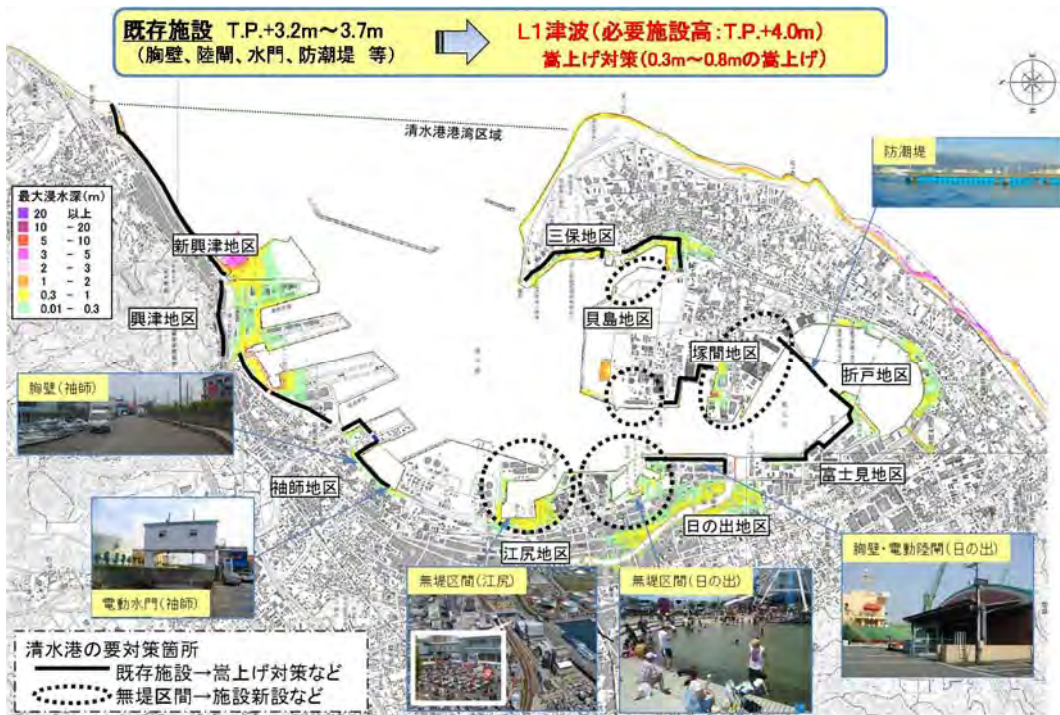 既存施設 T.P.+3.2m～3.7m
（胸壁、陸閘、水門、防潮堤 等）
L1津波（必要施設高：T.P.+4.0m）
嵩上げ対策（0.3m～0.8mの嵩上げ）
清水港港湾区域
防潮堤
最大浸水深(m)
20 以上
10 - 20
5 - 10
3 - 5
2 - 3
1 - 2
0.3 - 1
0.01 - 0.3
新興津地区
三保地区
興津地区
貝島地区
塚間地区
折戸地区
胸壁（袖師）
袖師地区
富士見地区
日の出地区
江尻地区
電動水門（袖師）
無堤区間（江尻）
無堤区間（日の出）
胸壁・電動陸閘（日の出）
清水港の要対策箇所
既存施設→嵩上げ対策など
無堤区間→施設新設など